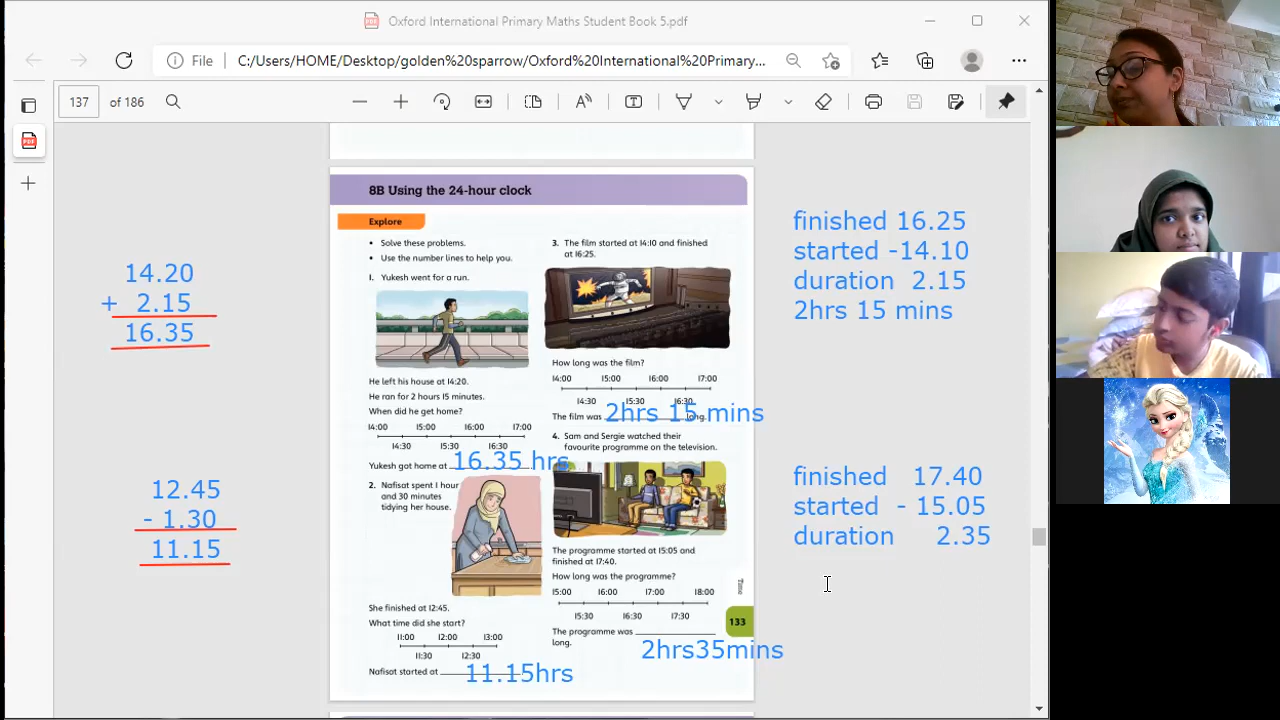 Oxford International Primary Maths Student Book 5.pdf
File
C:/Users/HOME/Desktop/golden%20sparrow/Oxford%20International%20Primary...
137 of 186
8B Using the 24-hour clock
Explore
• Solve these problems.
• Use the number lines to help you.
1. Yukesh went for a run.
He left his house at 14:20.
He ran for 2 hours 15 minutes.
When did he get home?
14:00 15:00 16:00 17:00
14:30 15:30 16:30
Yukesh got home at
16.35 hrs
2. Nafisat spent 1 hour
and 30 minutes
tidying her house.
She finished at 12:45.
What time did she start?
11:00 12:00 13:00
11:30 12:30
Nafisat started at
11.15hrs
3. The film started at 14:10 and finished
at 16:25.
How long was the film?
14:00 15:00 16:00 17:00
14:30 15:30 16:30
The film was long.
2hrs 15 mins
4. Sam and Sergie watched their
favourite programme on the television.
The programme started at 15:05 and
finished at 17:40.
How long was the programme?
15:00 16:00 17:00 18:00
15:30 16:30 17:30
The programme was
long.
2hrs35mins
Time
133
14.20
+ 2.15
16.35
12.45
- 1.30
11.15
finished 16.25
started -14.10
duration 2.15
2hrs 15 mins
finished 17.40
started - 15.05
duration 2.35